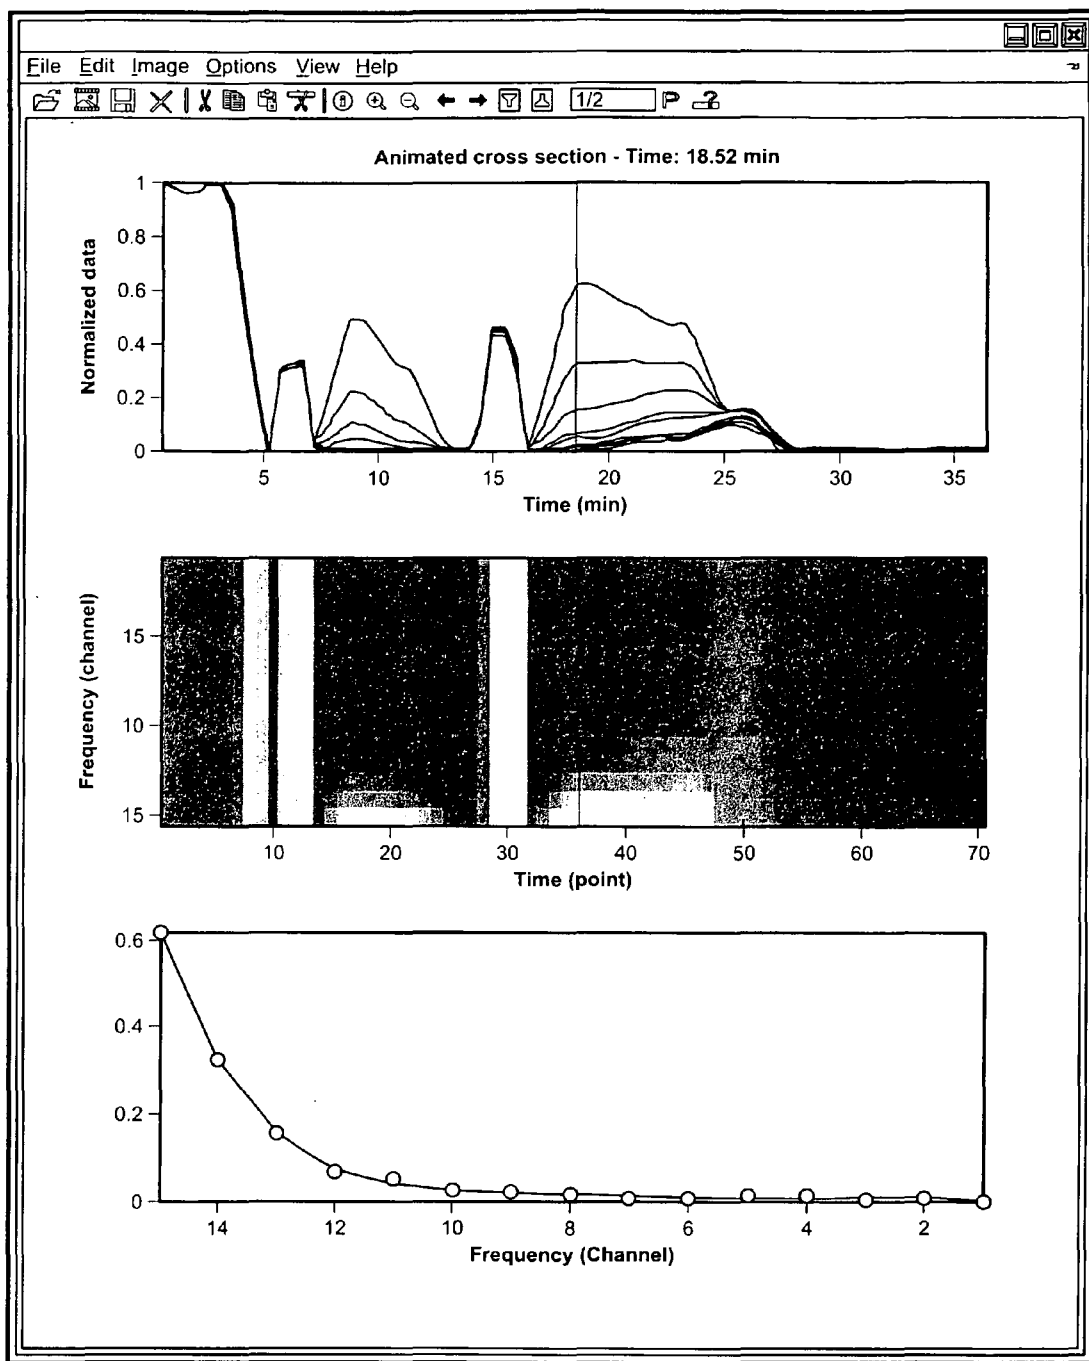 File Edit Image Options View Help
1/2 P ?
Animated cross section - Time: 18.52 min
Normalized data
1
0.8
0.6
0.4
0.2
0
5 10 15 20 25 30 35
Time (min)
Frequency (channel)
15
10
15
10 20 30 40 50 60 70
Time (point)
0.6
0.4
0.2
0
14 12 10 8 6 4 2
Frequency (Channel)